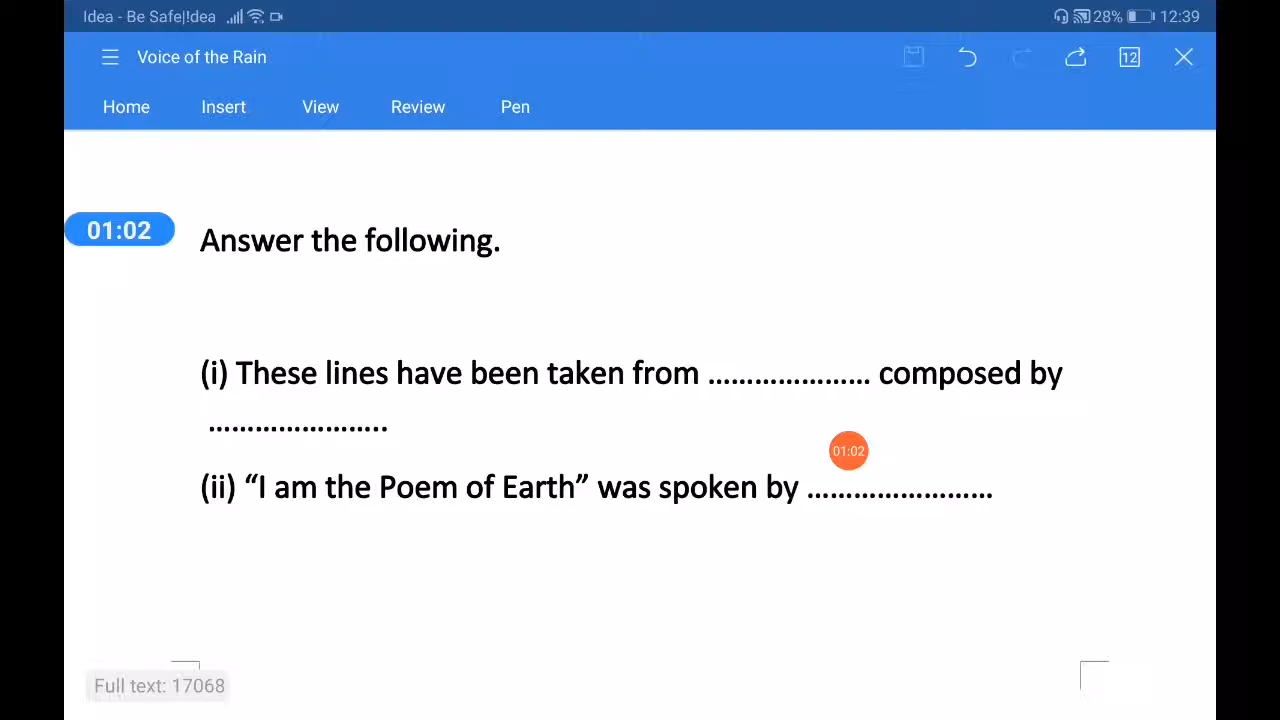 Idea - Be Safe|!dea 28% 12:39
Voice of the Rain 12
Home Insert View Review Pen
01:02 Answer the following.
(i) These lines have been taken from ..................... composed by
.......................
01:02
(ii) “I am the Poem of Earth” was spoken by ........................
Full text: 17068